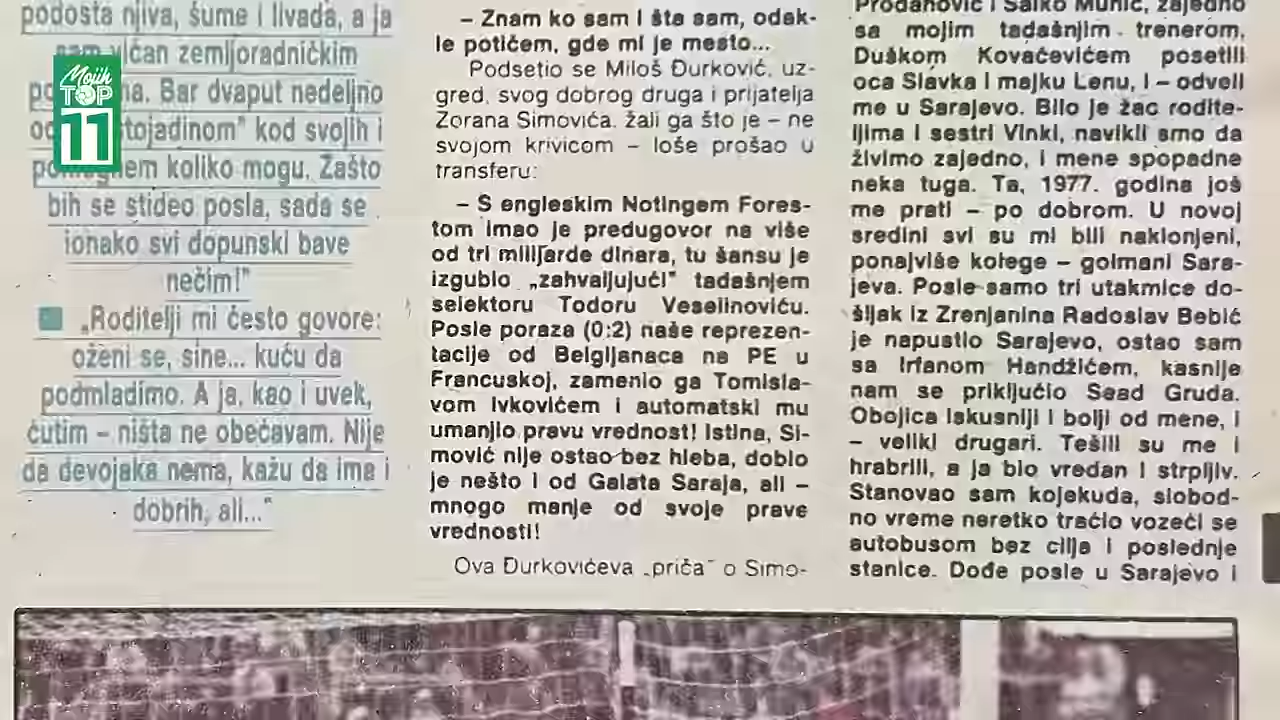 podosta njiva, šume i livada, a ja
sam vičan zemljoradničkim
Bar dvaput nedeljno
tojadinom" kod svojih i
koliko mogu. Zašto
bih se stideo posla, sada se
ionako svi dopunski bave
nečim!"
„Roditelji mi često govore:
oženi se, sine... kuću da
podmladimo. A ja, kao i uvek,
ćutim – ništa ne obećavam. Nije
da devojaka nema, kažu da ima i
dobrih, ali..."
Mojih
TOP
11
– Znam ko sam i šta sam, odak-
le potičem, gde mi je mesto...
Podsetio se Miloš Đurković, uz-
gred, svog dobrog druga i prijatelja
Zorana Simovića, žali ga što je – ne
svojom krivicom – loše prošao u
transferu:
– S engleskim Notingem Fores-
tom imao je predugovor na više
od tri milijarde dinara, tu šansu je
izgubio „zahvaljujući" tadašnjem
selektoru Todoru Veselinoviću.
Posle poraza (0:2) naše reprezen-
tacije od Belgijanaca na PE u
Francuskoj, zamenio ga Tomisla-
vom Ivkovićem i automatski mu
umanjio pravu vrednost! Istina, Si-
mović nije ostao bez hleba, dobio
je nešto i od Galata Saraja, ali –
mnogo manje od svoje prave
vrednosti!
Ova Đurkovićeva „priča" o Simo-
Prodanović i Salko Munić, zajedno
sa mojim tadašnjim trenerom,
Duškom Kovačevićem posetili
oca Slavka i majku Lenu, i – odveli
me u Sarajevo. Bilo je žao rodite-
ljima i sestri Vinki, navikli smo da
živimo zajedno, i mene spopadne
neka tuga. Ta, 1977. godina još
me prati – po dobrom. U novoj
sredini svi su mi bili naklonjeni,
ponajviše kolege – golmani Sara-
jeva. Posle samo tri utakmice do-
šljak iz Zrenjanina Radoslav Bebić
je napustio Sarajevo, ostao sam
sa Irfanom Handžićem, kasnije
nam se priključio Sead Gruda.
Obojica iskusniji i bolji od mene, i
– veliki drugari. Tešili su me i
hrabrili, a ja bio vredan i strpljiv.
Stanovao sam kojekuda, slobod-
no vreme neretko traćio vozeći se
autobusom bez cilja i poslednje
stanice. Dođe posle u Sarajevo i